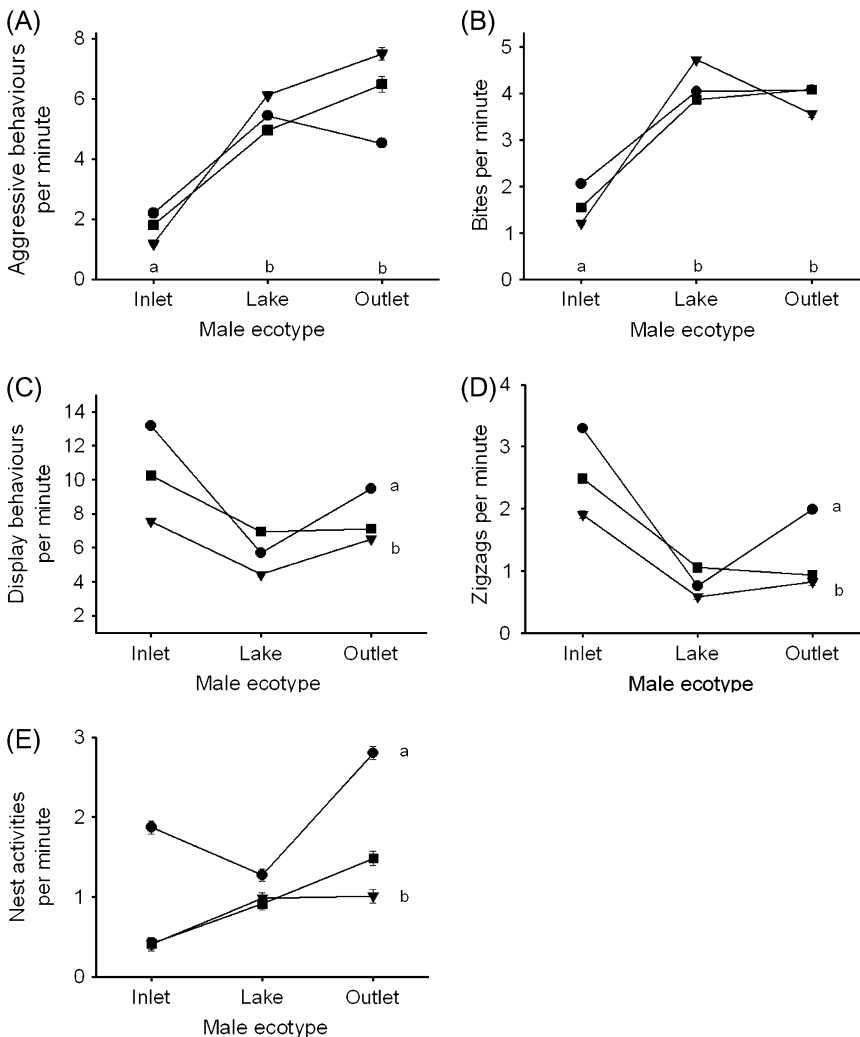 (A)
Aggressive behaviours
per minute
8
6
4
2
0
a b b
Inlet Lake Outlet
Male ecotype
(B)
Bites per minute
5
4
3
2
1
0
a b b
Inlet Lake Outlet
Male ecotype
(C)
Display behaviours
per minute
14
12
10
8
6
4
2
a
b
Inlet Lake Outlet
Male ecotype
(D)
Zigzags per minute
4
3
2
1
0
a
b
Inlet Lake Outlet
Male ecotype
(E)
Nest activities
per minute
3
2
1
0
a
b
Inlet Lake Outlet
Male ecotype